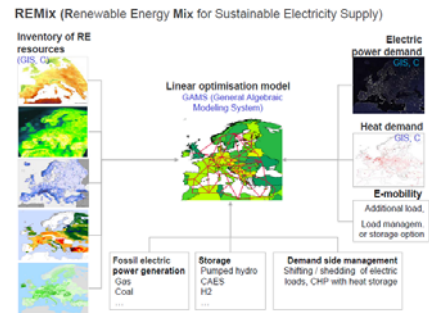 REMix (Renewable Energy Mix for Sustainable Electricity Supply)
Inventory of RE
resources
(GIS, C)
Linear optimisation model
GAMS (General Algebraic
Modeling System)
Electric
power demand
GIS, C
Heat demand
GIS, C
E-mobility
Additional load,
Load managem.
or storage option
Fossil electric
power generation
Gas
Coal
...
Storage
Pumped hydro
CAES
H2
...
Demand side management
Shifting / shedding of electric
loads, CHP with heat storage